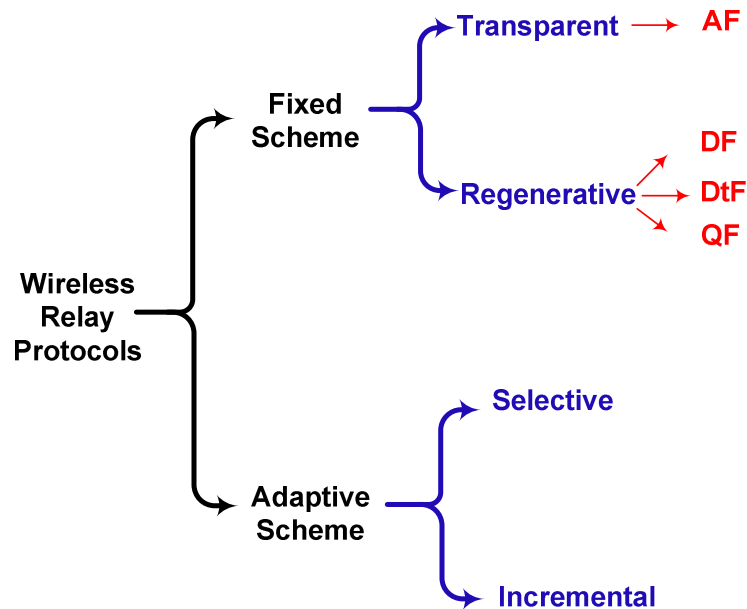 Transparent
AF
Fixed
Scheme
DF
Regenerative
DtF
QF
Wireless
Relay
Protocols
Selective
Adaptive
Scheme
Incremental